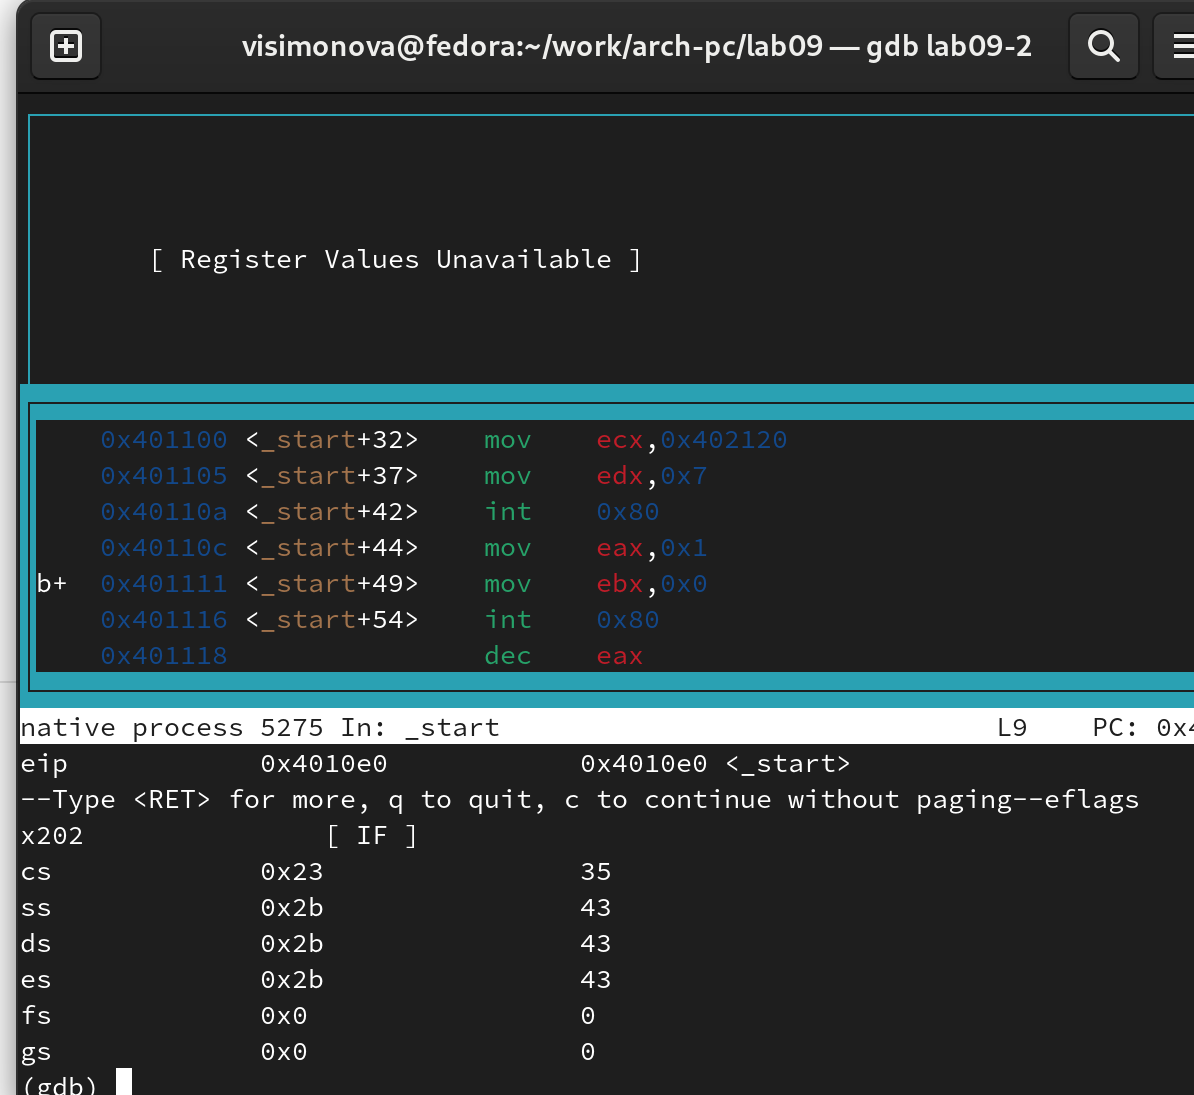 visimonova@fedora:~/work/arch-pc/lab09 — gdb lab09-2
[ Register Values Unavailable ]
0x401100 <_start+32> mov ecx,0x402120
0x401105 <_start+37> mov edx,0x7
0x40110a <_start+42> int 0x80
0x40110c <_start+44> mov eax,0x1
b+ 0x401111 <_start+49> mov ebx,0x0
0x401116 <_start+54> int 0x80
0x401118 dec eax
native process 5275 In: _start L9 PC: 0x4
eip 0x4010e0 0x4010e0 <_start>
--Type <RET> for more, q to quit, c to continue without paging--eflags
x202 [ IF ]
cs 0x23 35
ss 0x2b 43
ds 0x2b 43
es 0x2b 43
fs 0x0 0
gs 0x0 0
(gdb)